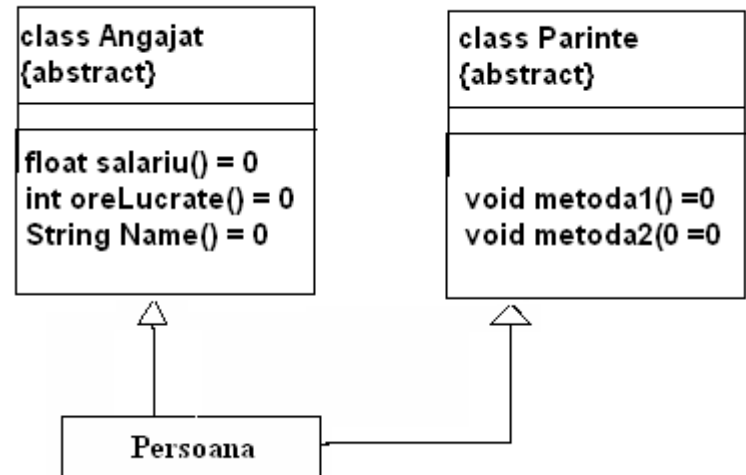 class Angajat
{abstract}
float salariu() = 0
int oreLucrate() = 0
String Name() = 0
class Parinte
{abstract}
void metoda1() =0
void metoda2(0 =0
Persoana